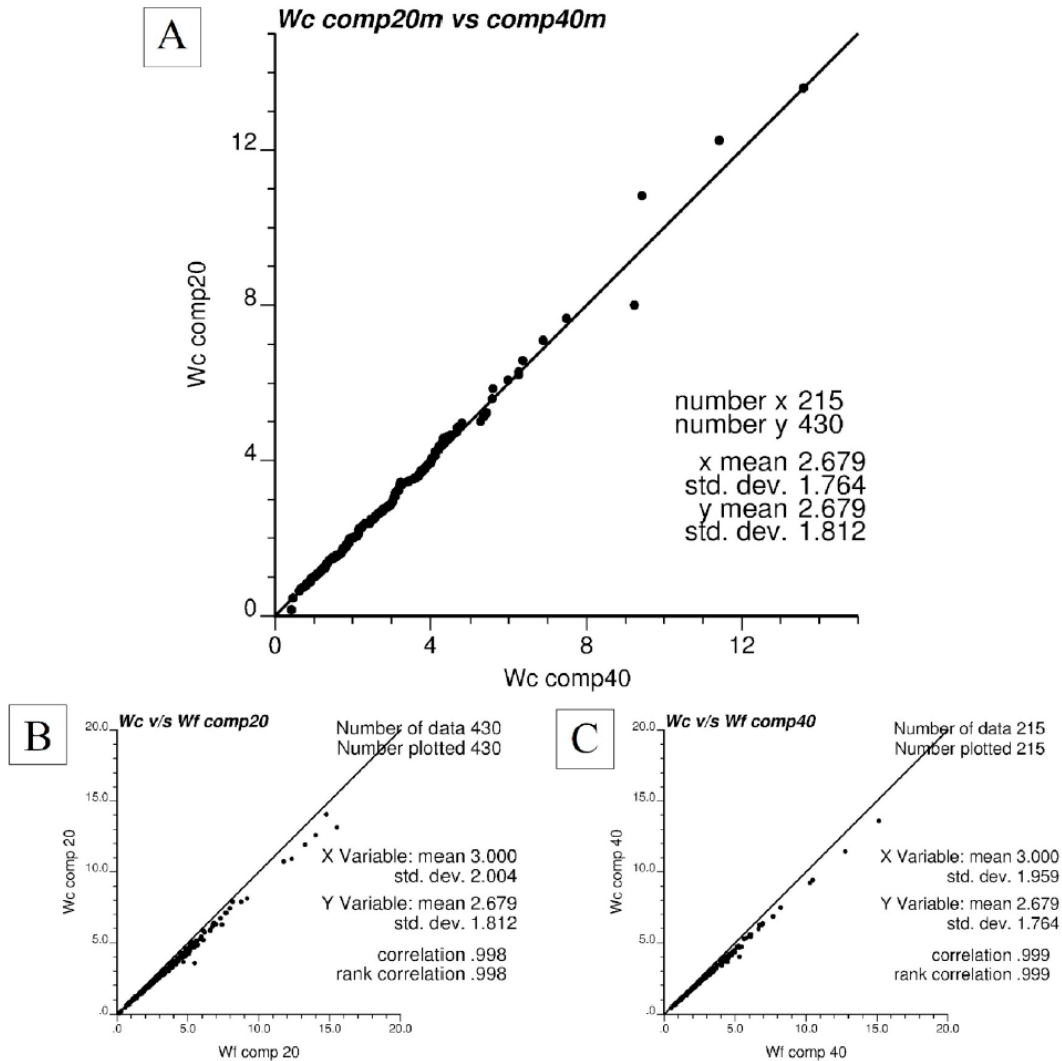 A
Wc comp20m vs comp40m
12
8
4
0
Wc comp20
number x 215
number y 430
x mean 2.679
std. dev. 1.764
y mean 2.679
std. dev. 1.812
0 4 8 12
Wc comp40
B
Wc v/s Wf comp20
Number of data 430
Number plotted 430
20.0
15.0
10.0
5.0
.0
Wc comp 20
X Variable: mean 3.000
std. dev. 2.004
Y Variable: mean 2.679
std. dev. 1.812
correlation .998
rank correlation .998
.0 5.0 10.0 15.0 20.0
Wf comp 20
C
Wc v/s Wf comp40
Number of data 215
Number plotted 215
20.0
15.0
10.0
5.0
.0
Wc comp 40
X Variable: mean 3.000
std. dev. 1.959
Y Variable: mean 2.679
std. dev. 1.764
correlation .999
rank correlation .999
.0 5.0 10.0 15.0 20.0
Wf comp 40